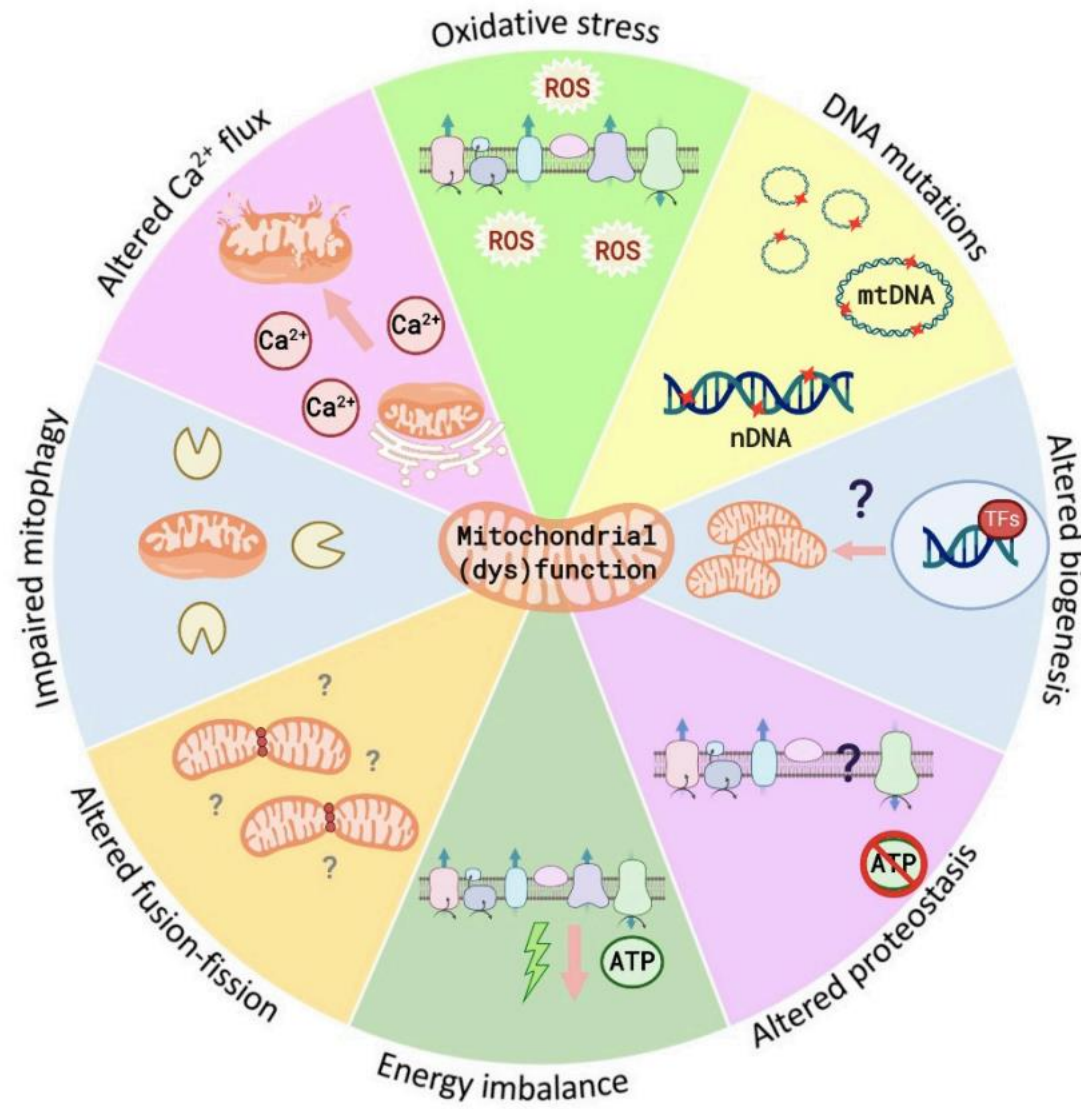 Oxidative stress
ROS
ROS
ROS
DNA mutations
mtDNA
nDNA
Altered biogenesis
?
TFs
Altered proteostasis
?
ATP
Energy imbalance
ATP
Altered fusion-fission
?
?
?
?
Impaired mitophagy
Altered Ca²⁺ flux
Ca²⁺
Ca²⁺
Ca²⁺
Mitochondrial
(dys)function